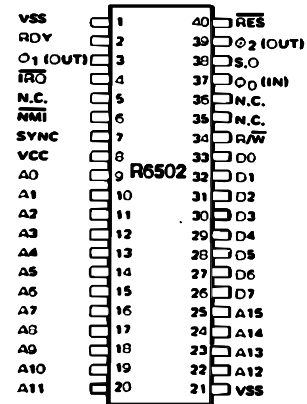 VSS 1 40 RES
RDY 2 39 Ø2 (OUT)
Ø1 (OUT) 3 38 S.O
IRQ 4 37 Ø0 (IN)
N.C. 5 36 N.C.
NMI 6 35 N.C.
SYNC 7 34 R/W
VCC 8 33 D0
A0 9 R6502 32 D1
A1 10 31 D2
A2 11 30 D3
A3 12 29 D4
A4 13 28 D5
A5 14 27 D6
A6 15 26 D7
A7 16 25 A15
A8 17 24 A14
A9 18 23 A13
A10 19 22 A12
A11 20 21 VSS